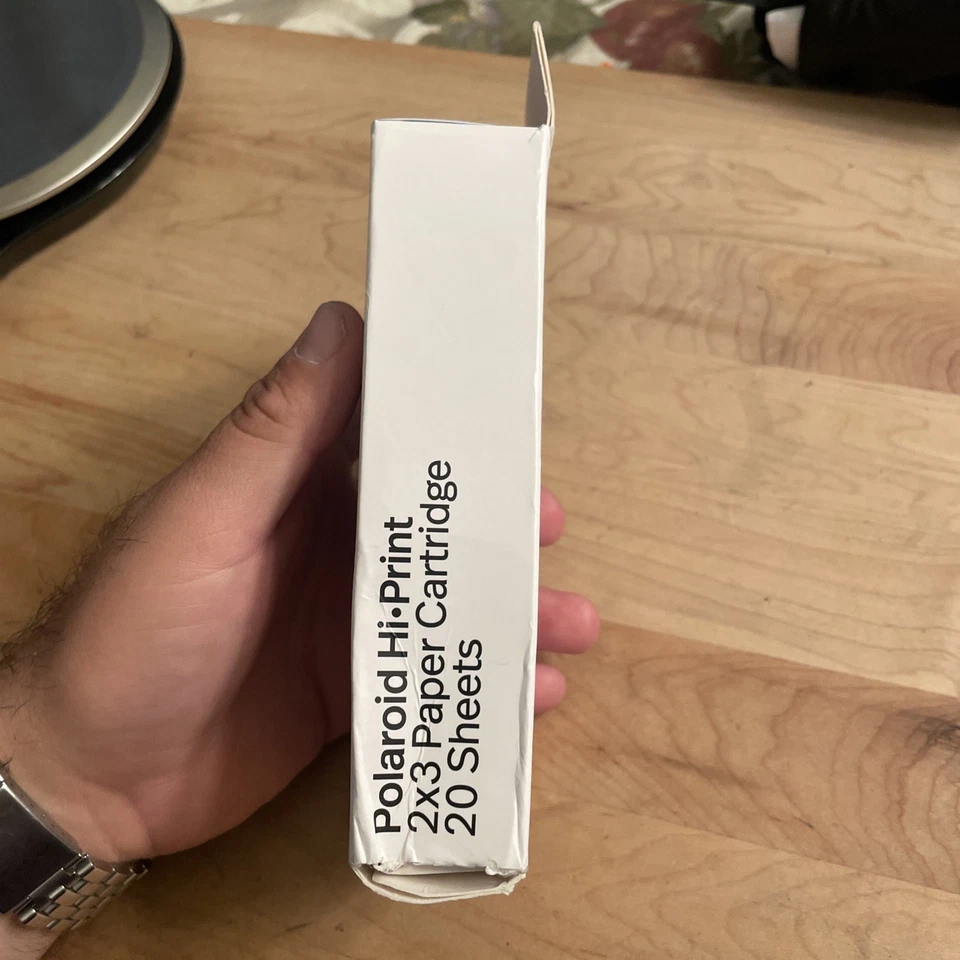 Polaroid Hi•Print
2x3 Paper Cartridge
20 Sheets